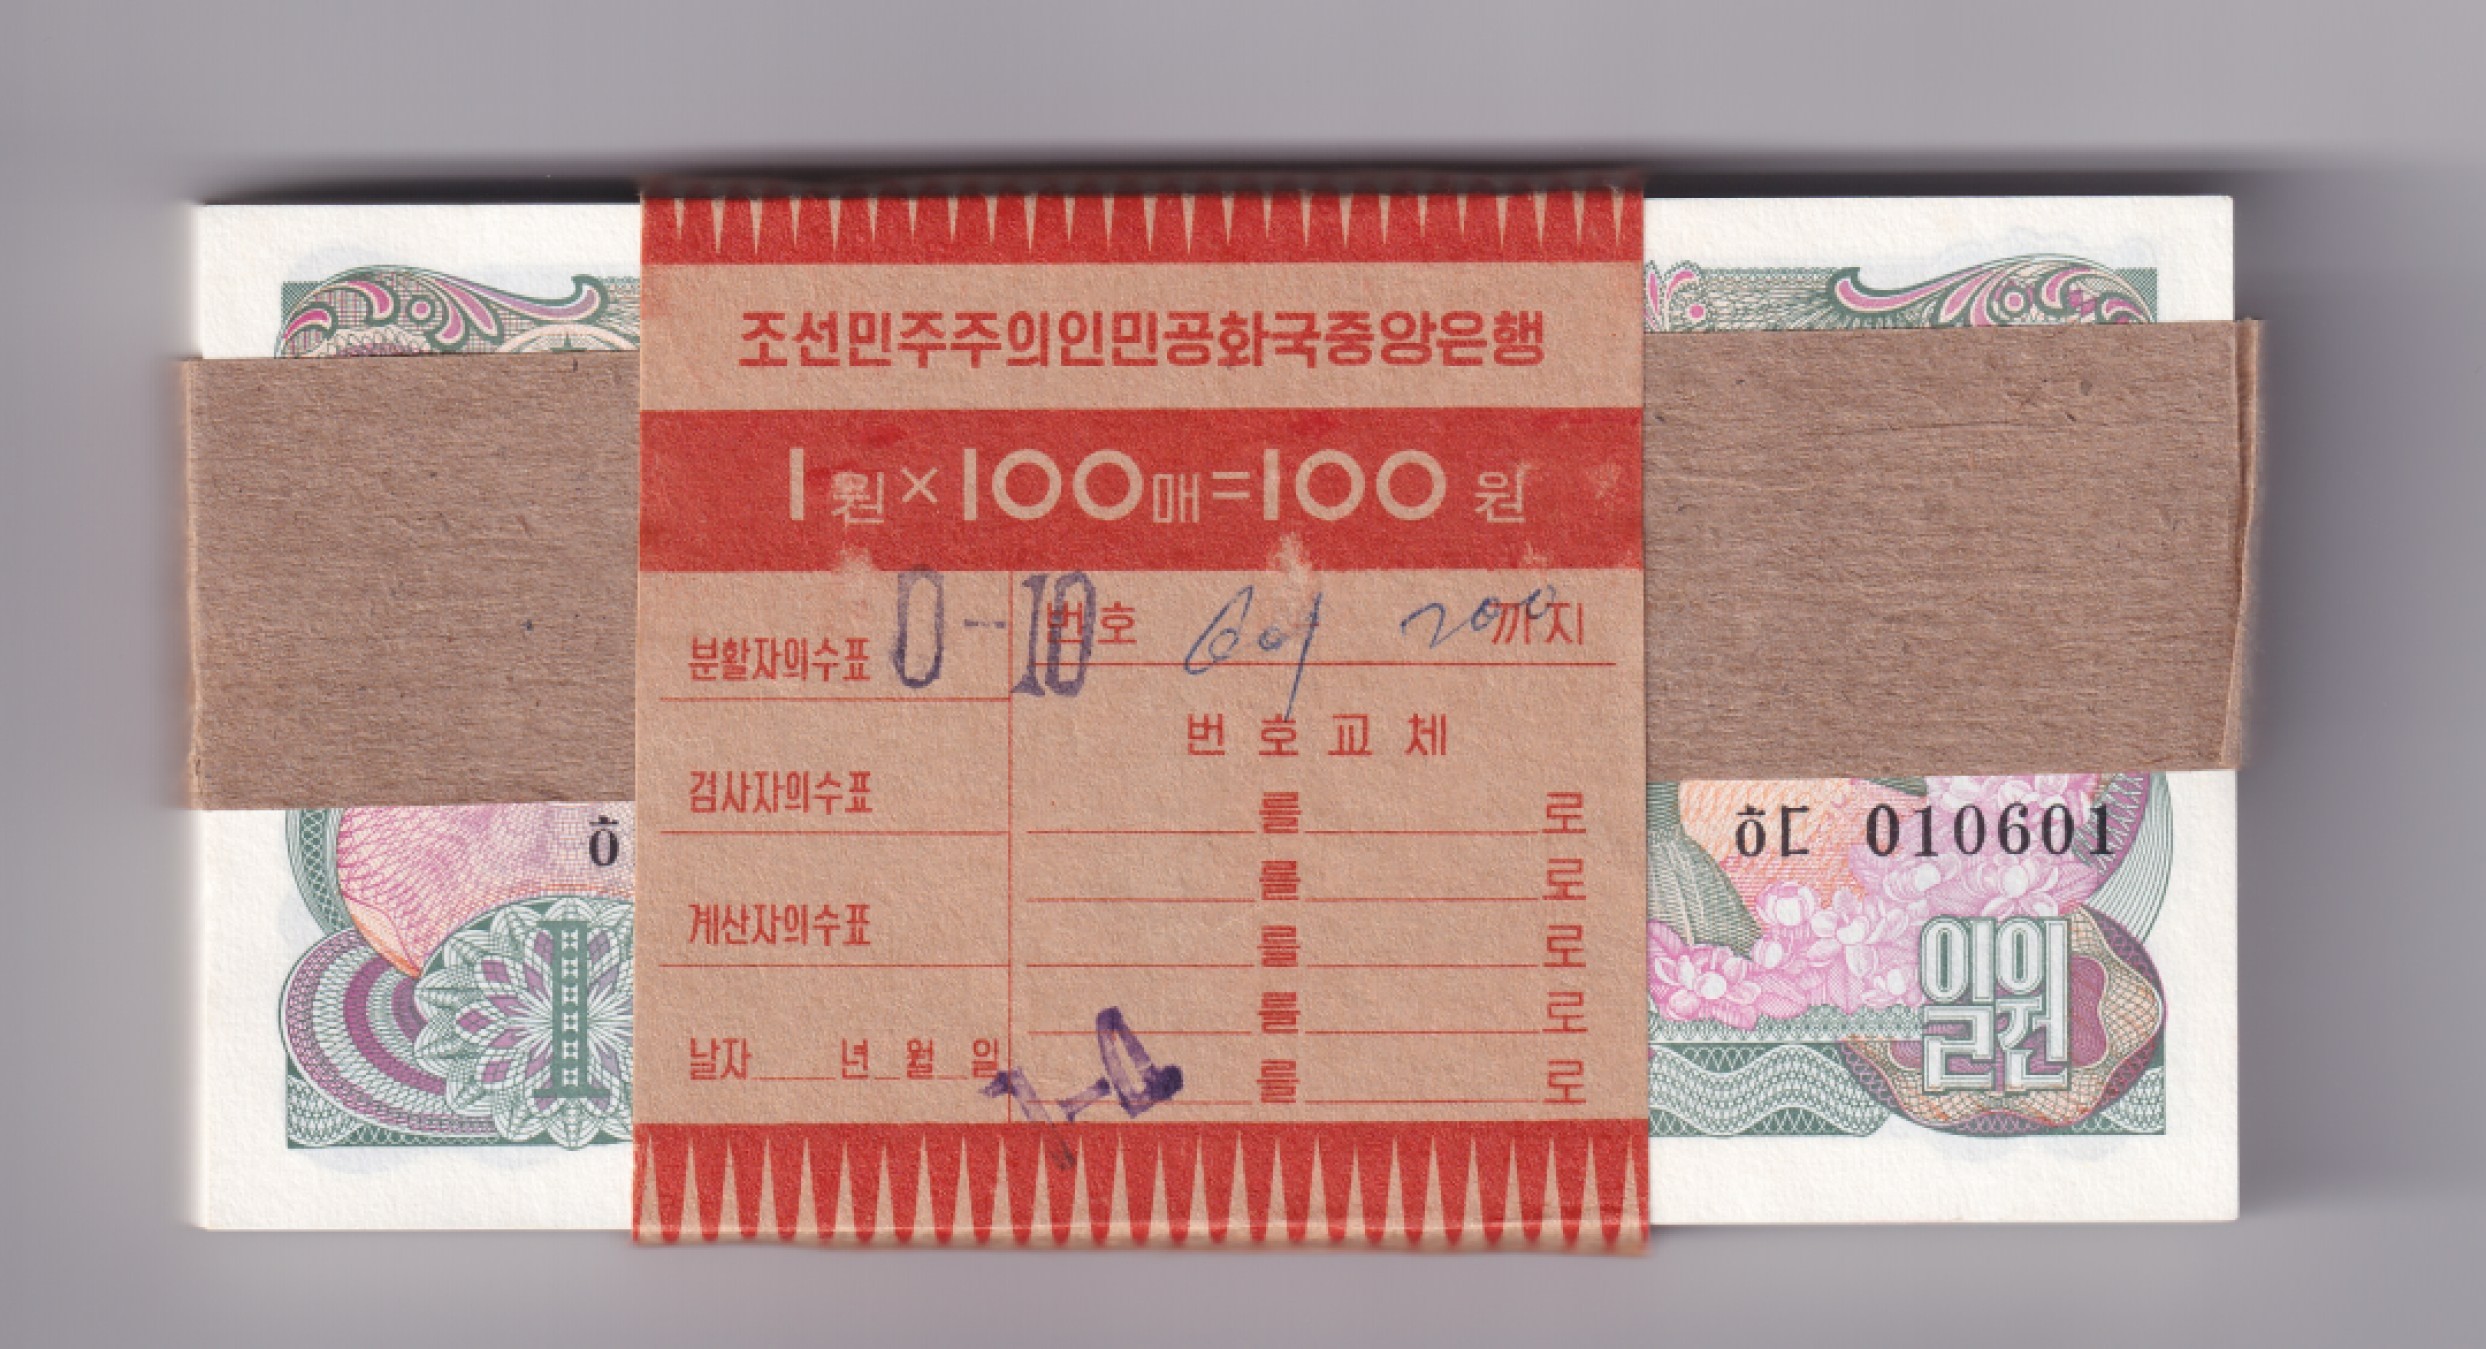 조선민주주의인민공화국중앙은행
1원×100매=100원
0-10
번호 601 700까지
분할자의수표
번호교체
검사자의수표
를 로
를 로
계산자의수표
를 로
를 로
날자 년 월 일
를 로
ㅎㄷ 010601
일원
1